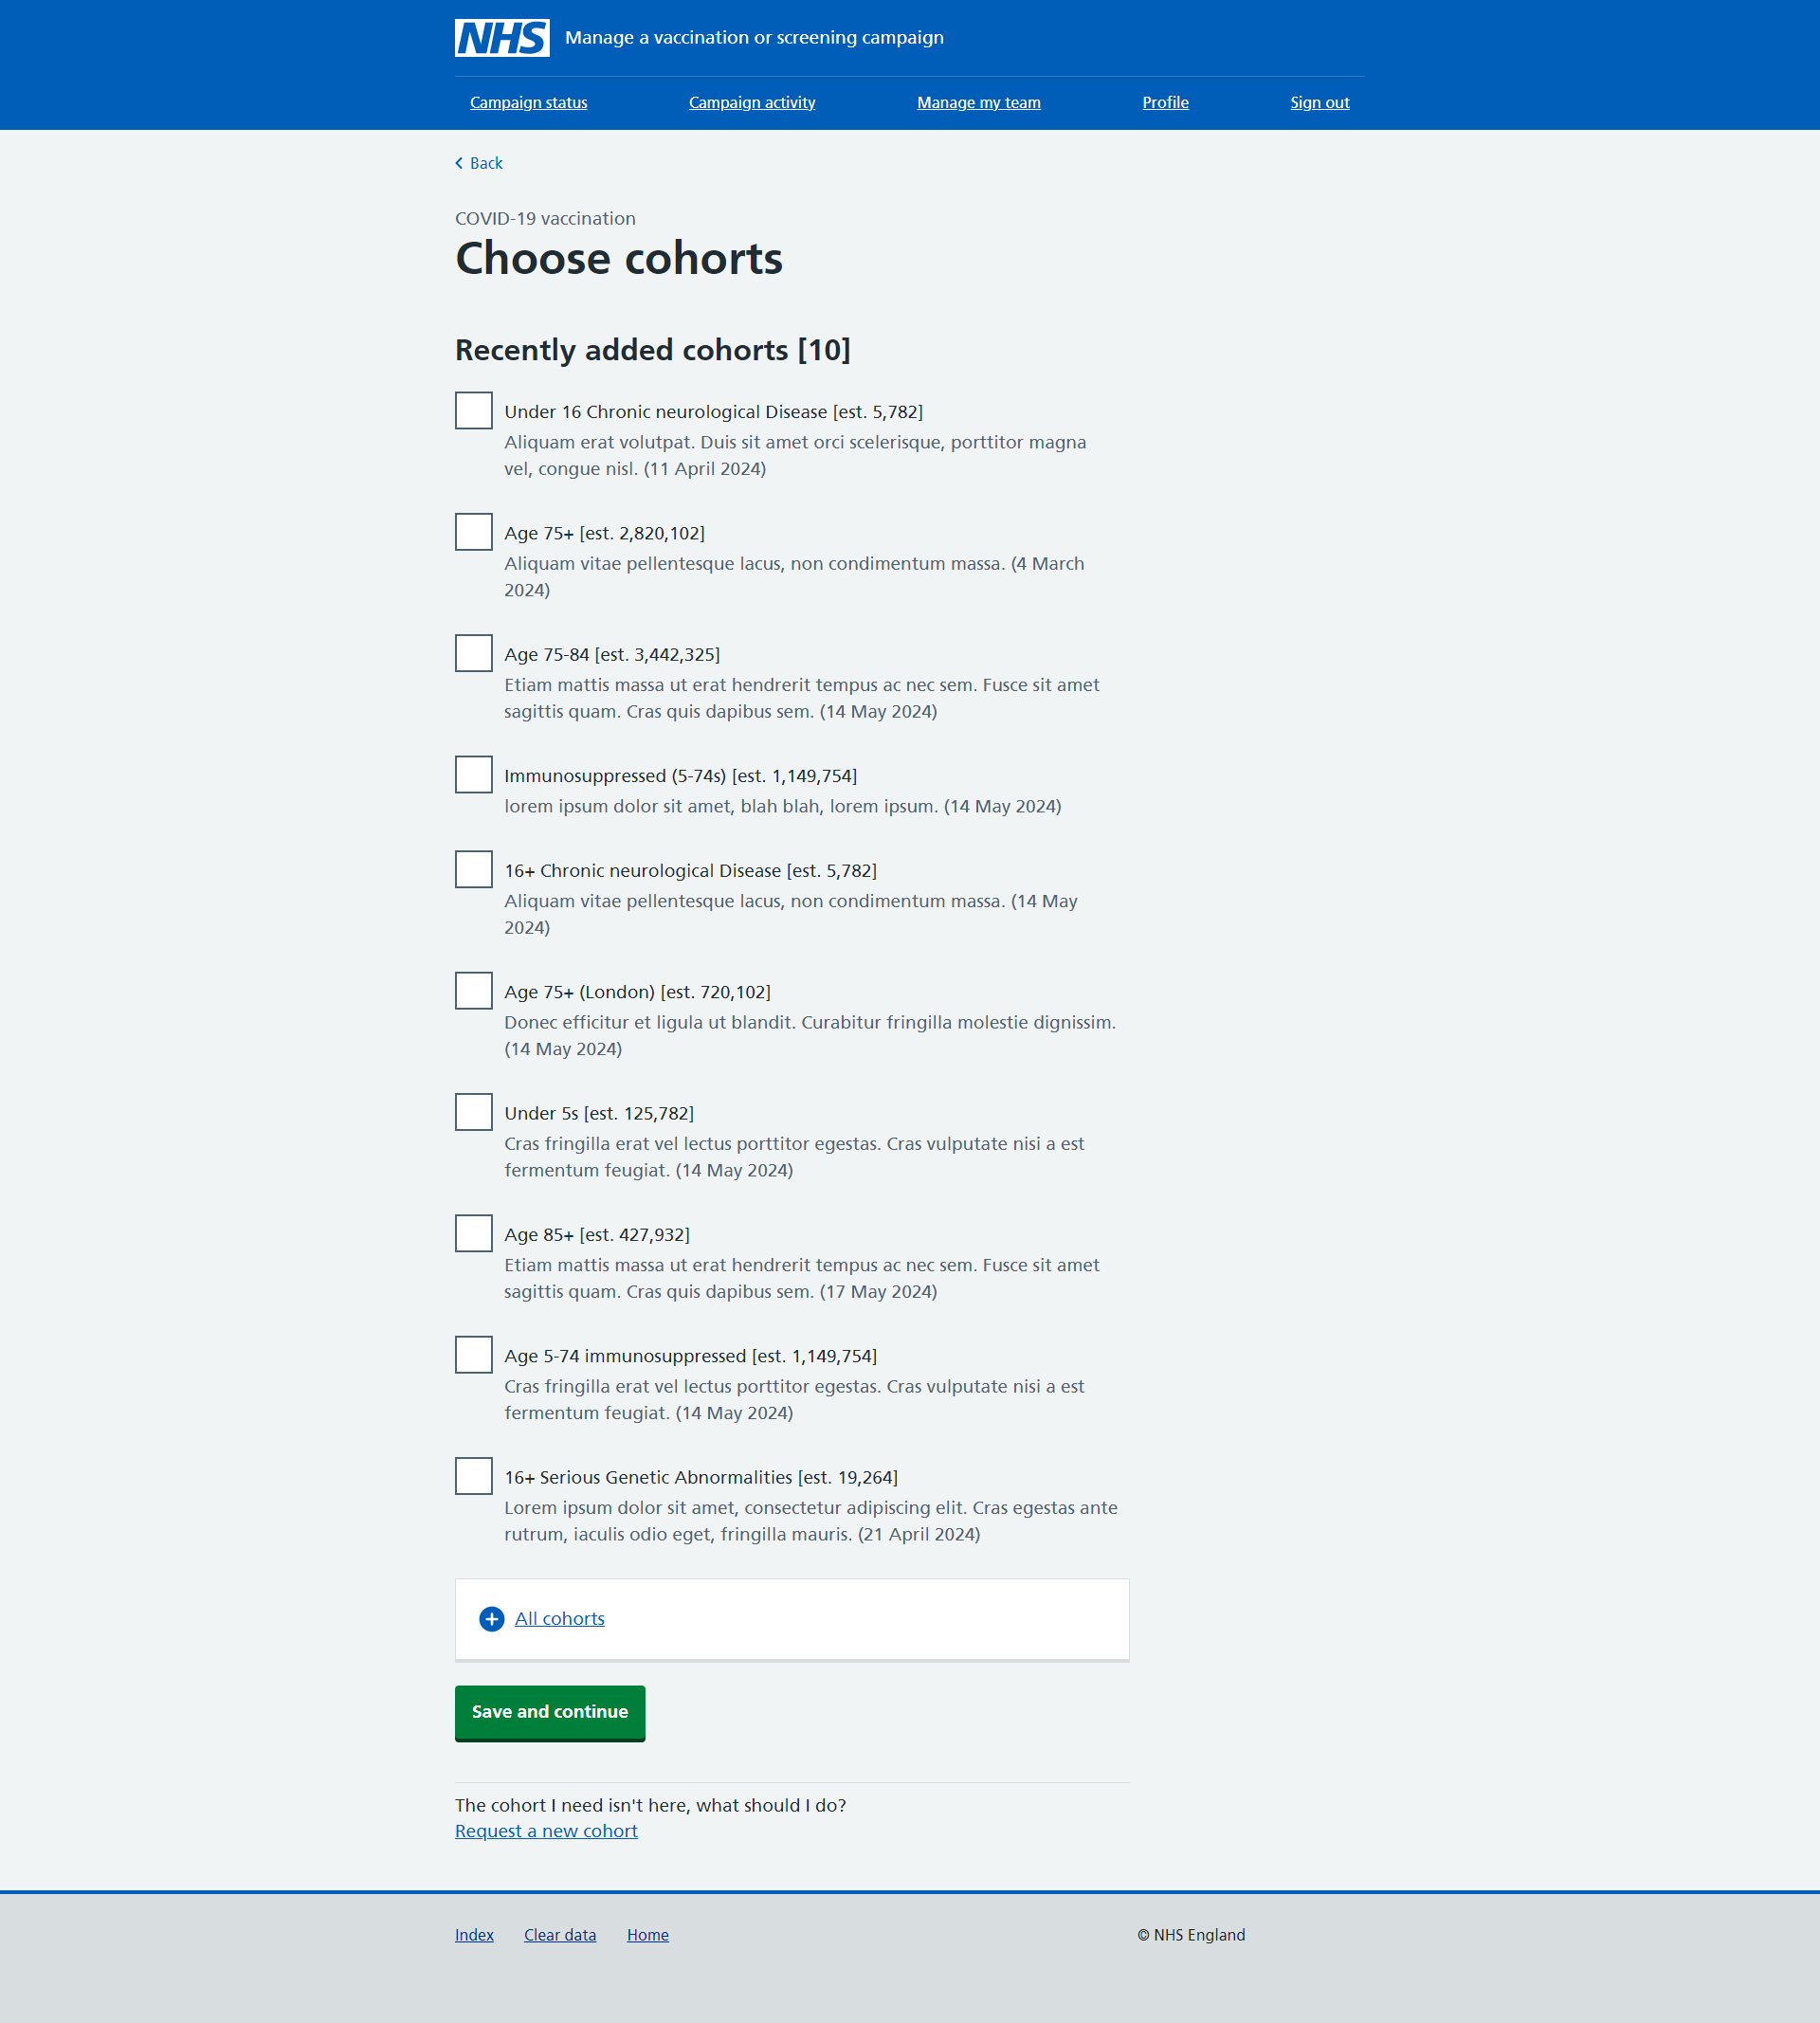 NHS Manage a vaccination or screening campaign
Campaign status Campaign activity Manage my team Profile Sign out
Back
COVID-19 vaccination
Choose cohorts
Recently added cohorts [10]
Under 16 Chronic neurological Disease [est. 5,782]
Aliquam erat volutpat. Duis sit amet orci scelerisque, porttitor magna
vel, congue nisl. (11 April 2024)
Age 75+ [est. 2,820,102]
Aliquam vitae pellentesque lacus, non condimentum massa. (4 March
2024)
Age 75-84 [est. 3,442,325]
Etiam mattis massa ut erat hendrerit tempus ac nec sem. Fusce sit amet
sagittis quam. Cras quis dapibus sem. (14 May 2024)
Immunosuppressed (5-74s) [est. 1,149,754]
lorem ipsum dolor sit amet, blah blah, lorem ipsum. (14 May 2024)
16+ Chronic neurological Disease [est. 5,782]
Aliquam vitae pellentesque lacus, non condimentum massa. (14 May
2024)
Age 75+ (London) [est. 720,102]
Donec efficitur et ligula ut blandit. Curabitur fringilla molestie dignissim.
(14 May 2024)
Under 5s [est. 125,782]
Cras fringilla erat vel lectus porttitor egestas. Cras vulputate nisi a est
fermentum feugiat. (14 May 2024)
Age 85+ [est. 427,932]
Etiam mattis massa ut erat hendrerit tempus ac nec sem. Fusce sit amet
sagittis quam. Cras quis dapibus sem. (17 May 2024)
Age 5-74 immunosuppressed [est. 1,149,754]
Cras fringilla erat vel lectus porttitor egestas. Cras vulputate nisi a est
fermentum feugiat. (14 May 2024)
16+ Serious Genetic Abnormalities [est. 19,264]
Lorem ipsum dolor sit amet, consectetur adipiscing elit. Cras egestas ante
rutrum, iaculis odio eget, fringilla mauris. (21 April 2024)
All cohorts
Save and continue
The cohort I need isn't here, what should I do?
Request a new cohort
Index Clear data Home © NHS England